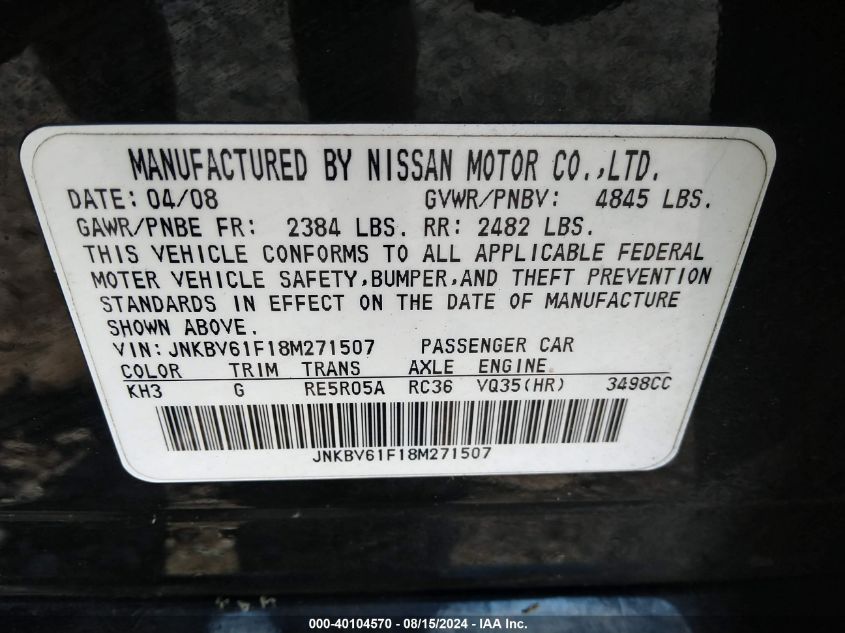 MANUFACTURED BY NISSAN MOTOR CO.,LTD.
DATE: 04/08 GVWR/PNBV: 4845 LBS.
GAWR/PNBE FR: 2384 LBS. RR: 2482 LBS.
THIS VEHICLE CONFORMS TO ALL APPLICABLE FEDERAL
MOTER VEHICLE SAFETY,BUMPER,AND THEFT PREVENTION
STANDARDS IN EFFECT ON THE DATE OF MANUFACTURE
SHOWN ABOVE.
VIN: JNKBV61F18M271507 PASSENGER CAR
COLOR TRIM TRANS AXLE ENGINE
KH3 G RE5R05A RC36 VQ35(HR) 3498CC
JNKBV61F18M271507
000-40104570 - 08/15/2024 - IAA Inc.